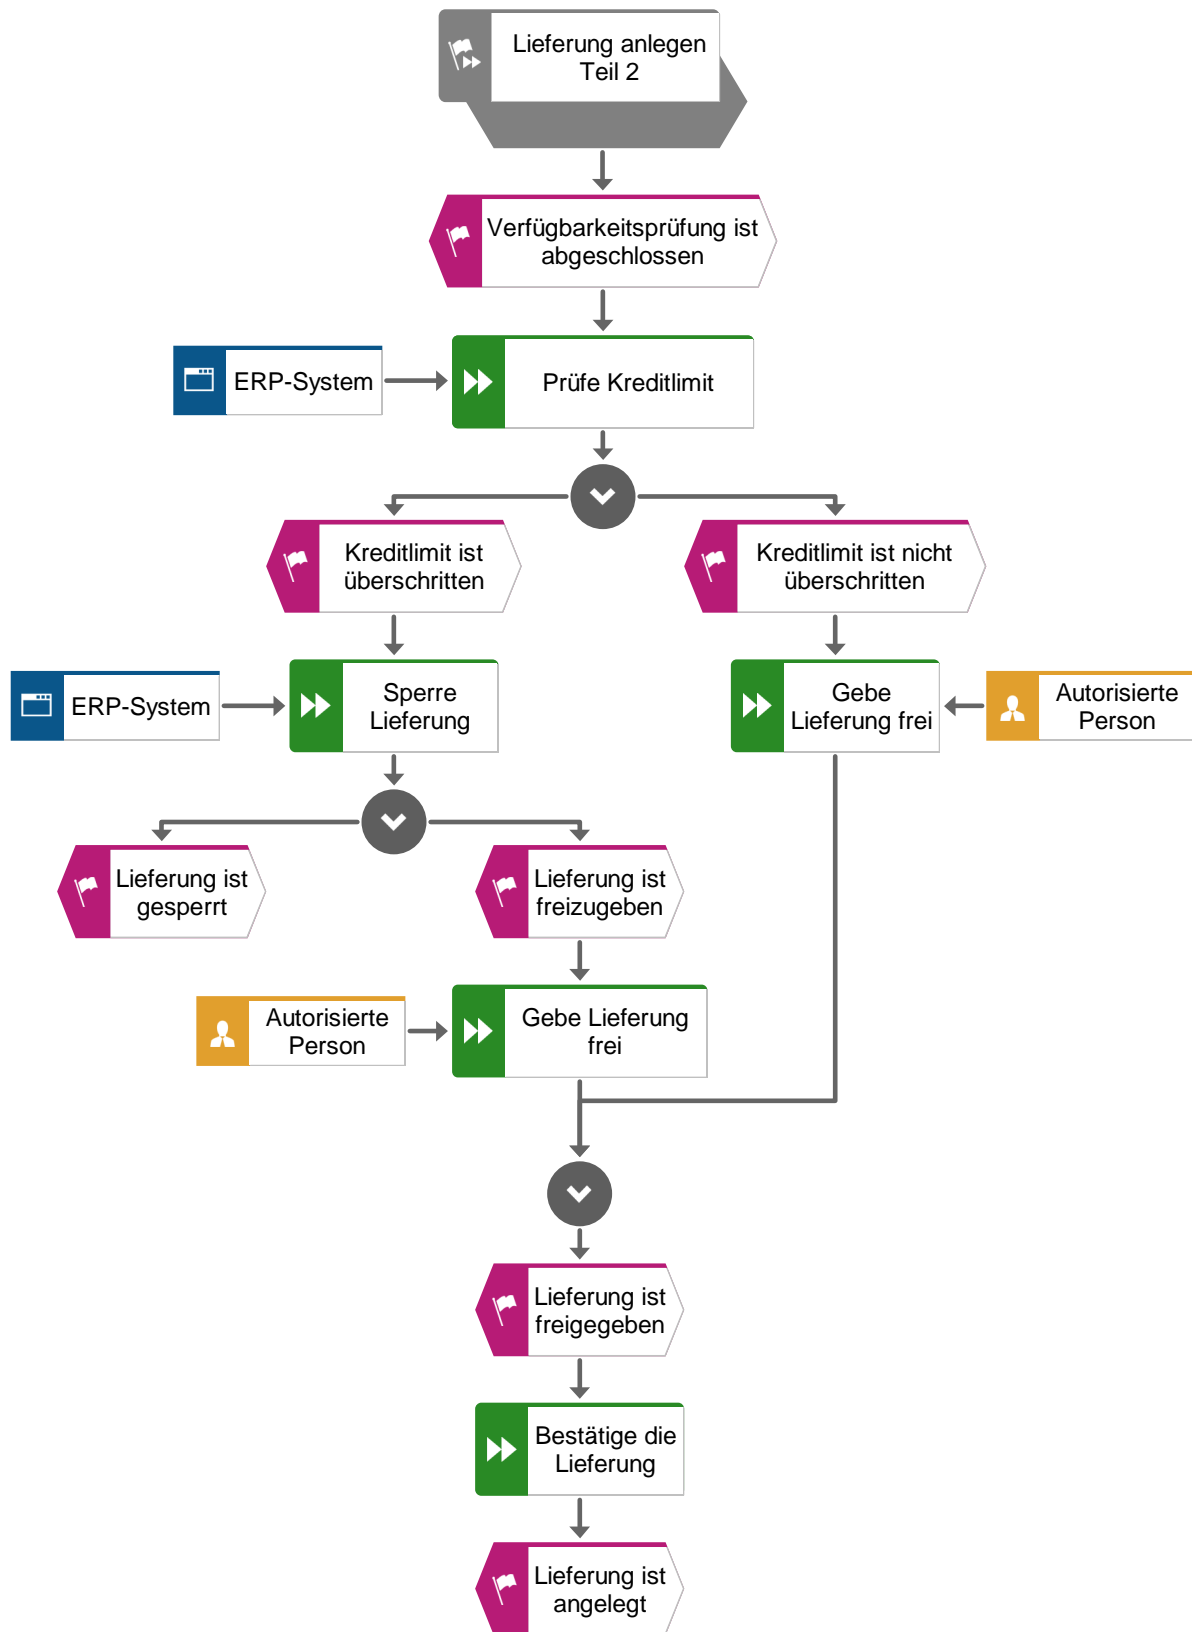 Lieferung anlegen
Teil 2
Verfügbarkeitsprüfung ist
abgeschlossen
ERP-System
Prüfe Kreditlimit
Kreditlimit ist
überschritten
Kreditlimit ist nicht
überschritten
ERP-System
Sperre
Lieferung
Gebe
Lieferung frei
Autorisierte
Person
Lieferung ist
gesperrt
Lieferung ist
freizugeben
Autorisierte
Person
Gebe Lieferung
frei
Lieferung ist
freigegeben
Bestätige die
Lieferung
Lieferung ist
angelegt